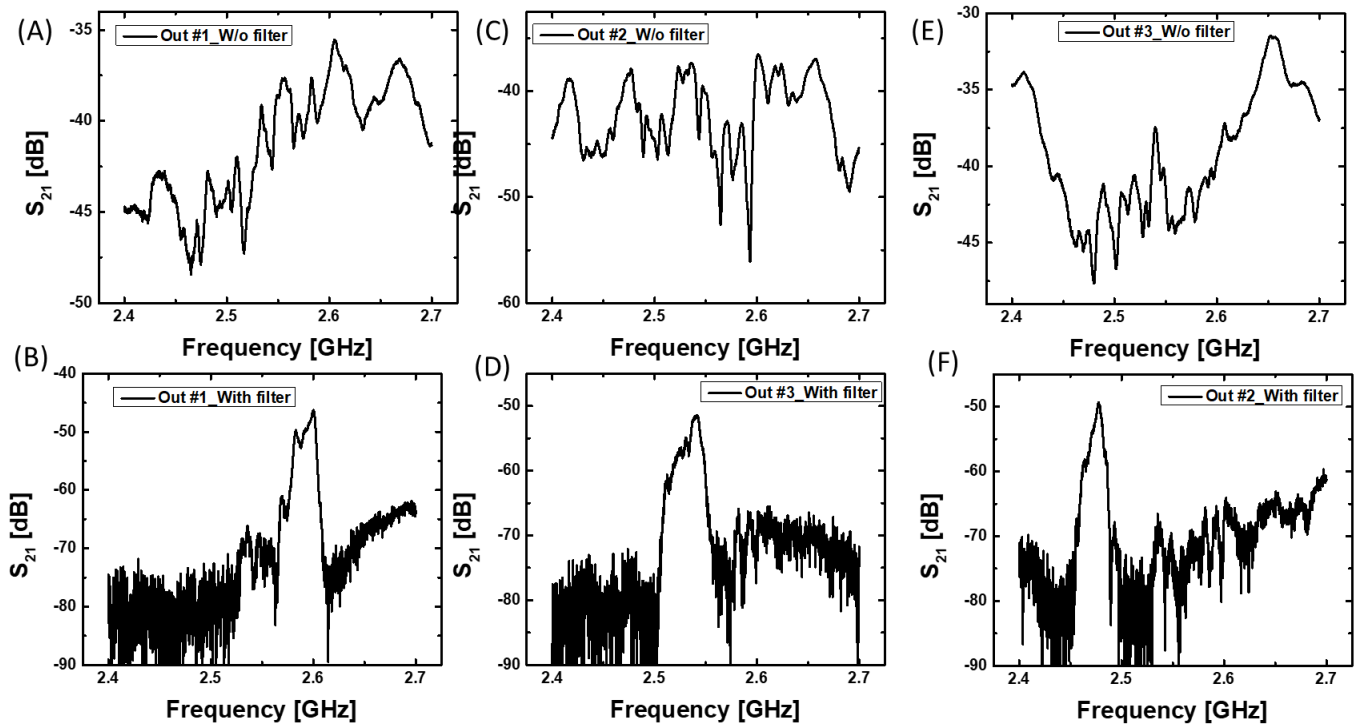 (A)
Out #1_W/o filter
-35
-40
-45
-50
S21 [dB]
2.4 2.5 2.6 2.7
Frequency [GHz]
(C)
Out #2_W/o filter
-40
-50
-60
S21 [dB]
2.4 2.5 2.6 2.7
Frequency [GHz]
(E)
Out #3_W/o filter
-30
-35
-40
-45
S21 [dB]
2.4 2.5 2.6 2.7
Frequency [GHz]
(B)
Out #1_With filter
-40
-50
-60
-70
-80
-90
S21 [dB]
2.4 2.5 2.6 2.7
Frequency [GHz]
(D)
Out #3_With filter
-50
-60
-70
-80
-90
S21 [dB]
2.4 2.5 2.6 2.7
Frequency [GHz]
(F)
Out #2_With filter
-50
-60
-70
-80
-90
S21 [dB]
2.4 2.5 2.6 2.7
Frequency [GHz]